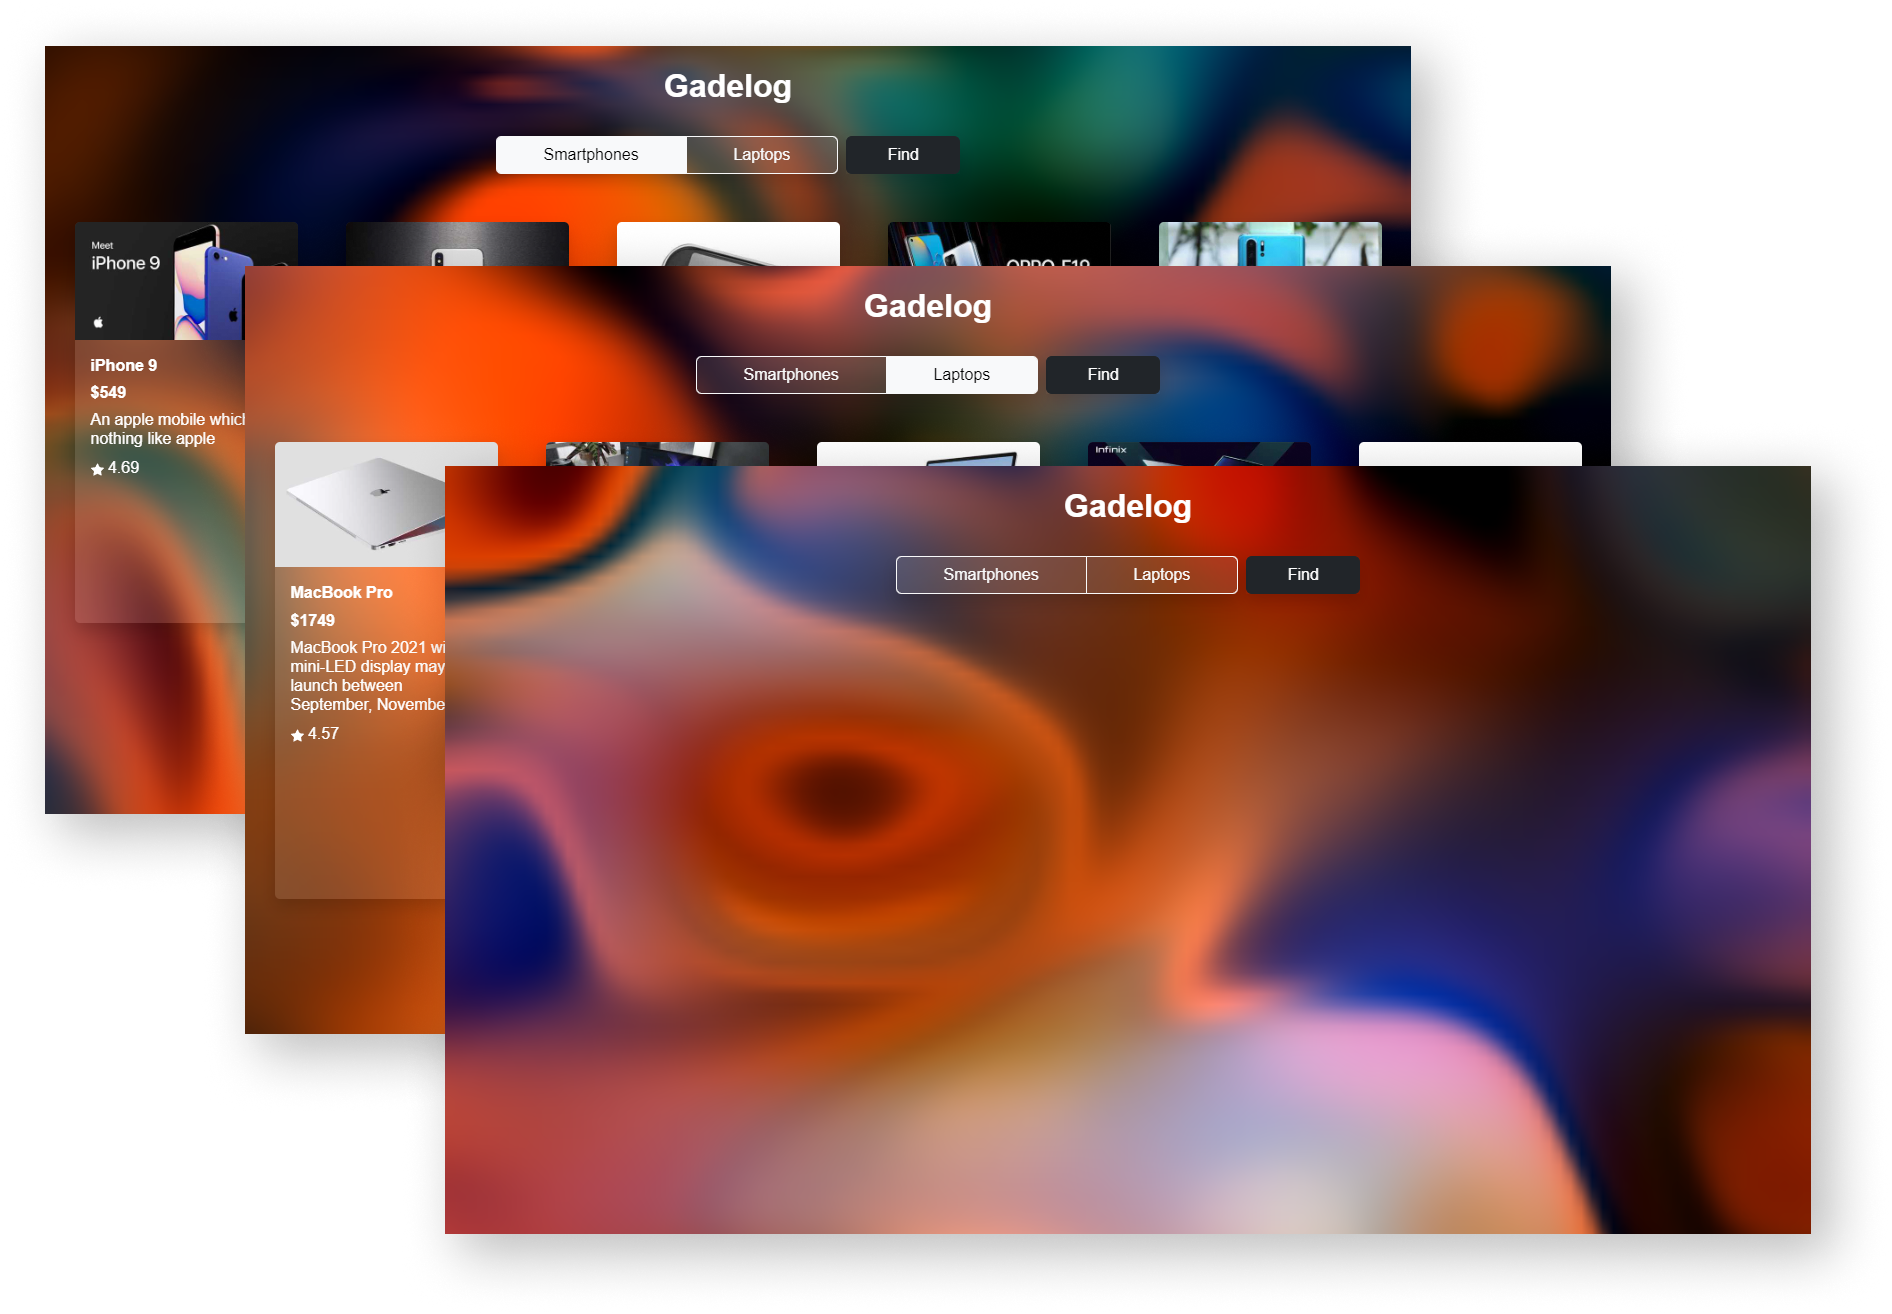 Gadelog
Smartphones
Laptops
Find
Meet
iPhone 9
iPhone 9
$549
An apple mobile which
nothing like apple
4.69
Gadelog
Smartphones
Laptops
Find
Infinix
MacBook Pro
$1749
MacBook Pro 2021 wi
mini-LED display may
launch between
September, Novembe
4.57
Gadelog
Smartphones
Laptops
Find